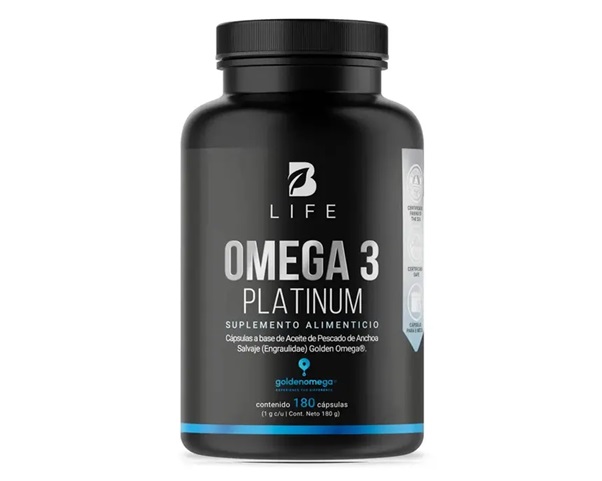 B
LIFE
OMEGA 3
PLATINUM
SUPLEMENTO ALIMENTICIO
Cápsulas a base de Aceite de Pescado de Anchoa
Salvaje (Engraulidae) Golden Omega®.
goldenomega™
contenido 180 cápsulas
(1 g c/u | Cont. Neto 180 g)